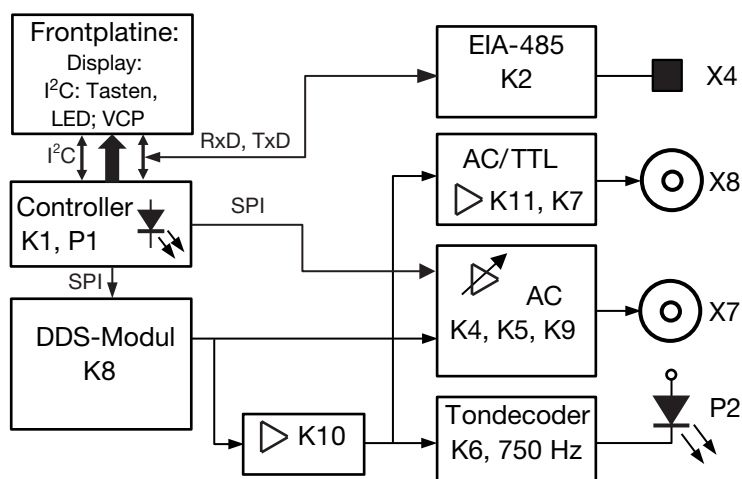 Frontplatine:
Display:
I²C: Tasten,
LED; VCP
EIA-485
K2
X4
I²C
RxD, TxD
AC/TTL
K11, K7
X8
Controller
K1, P1
SPI
SPI
AC
K4, K5, K9
X7
DDS-Modul
K8
K10
Tondecoder
K6, 750 Hz
P2